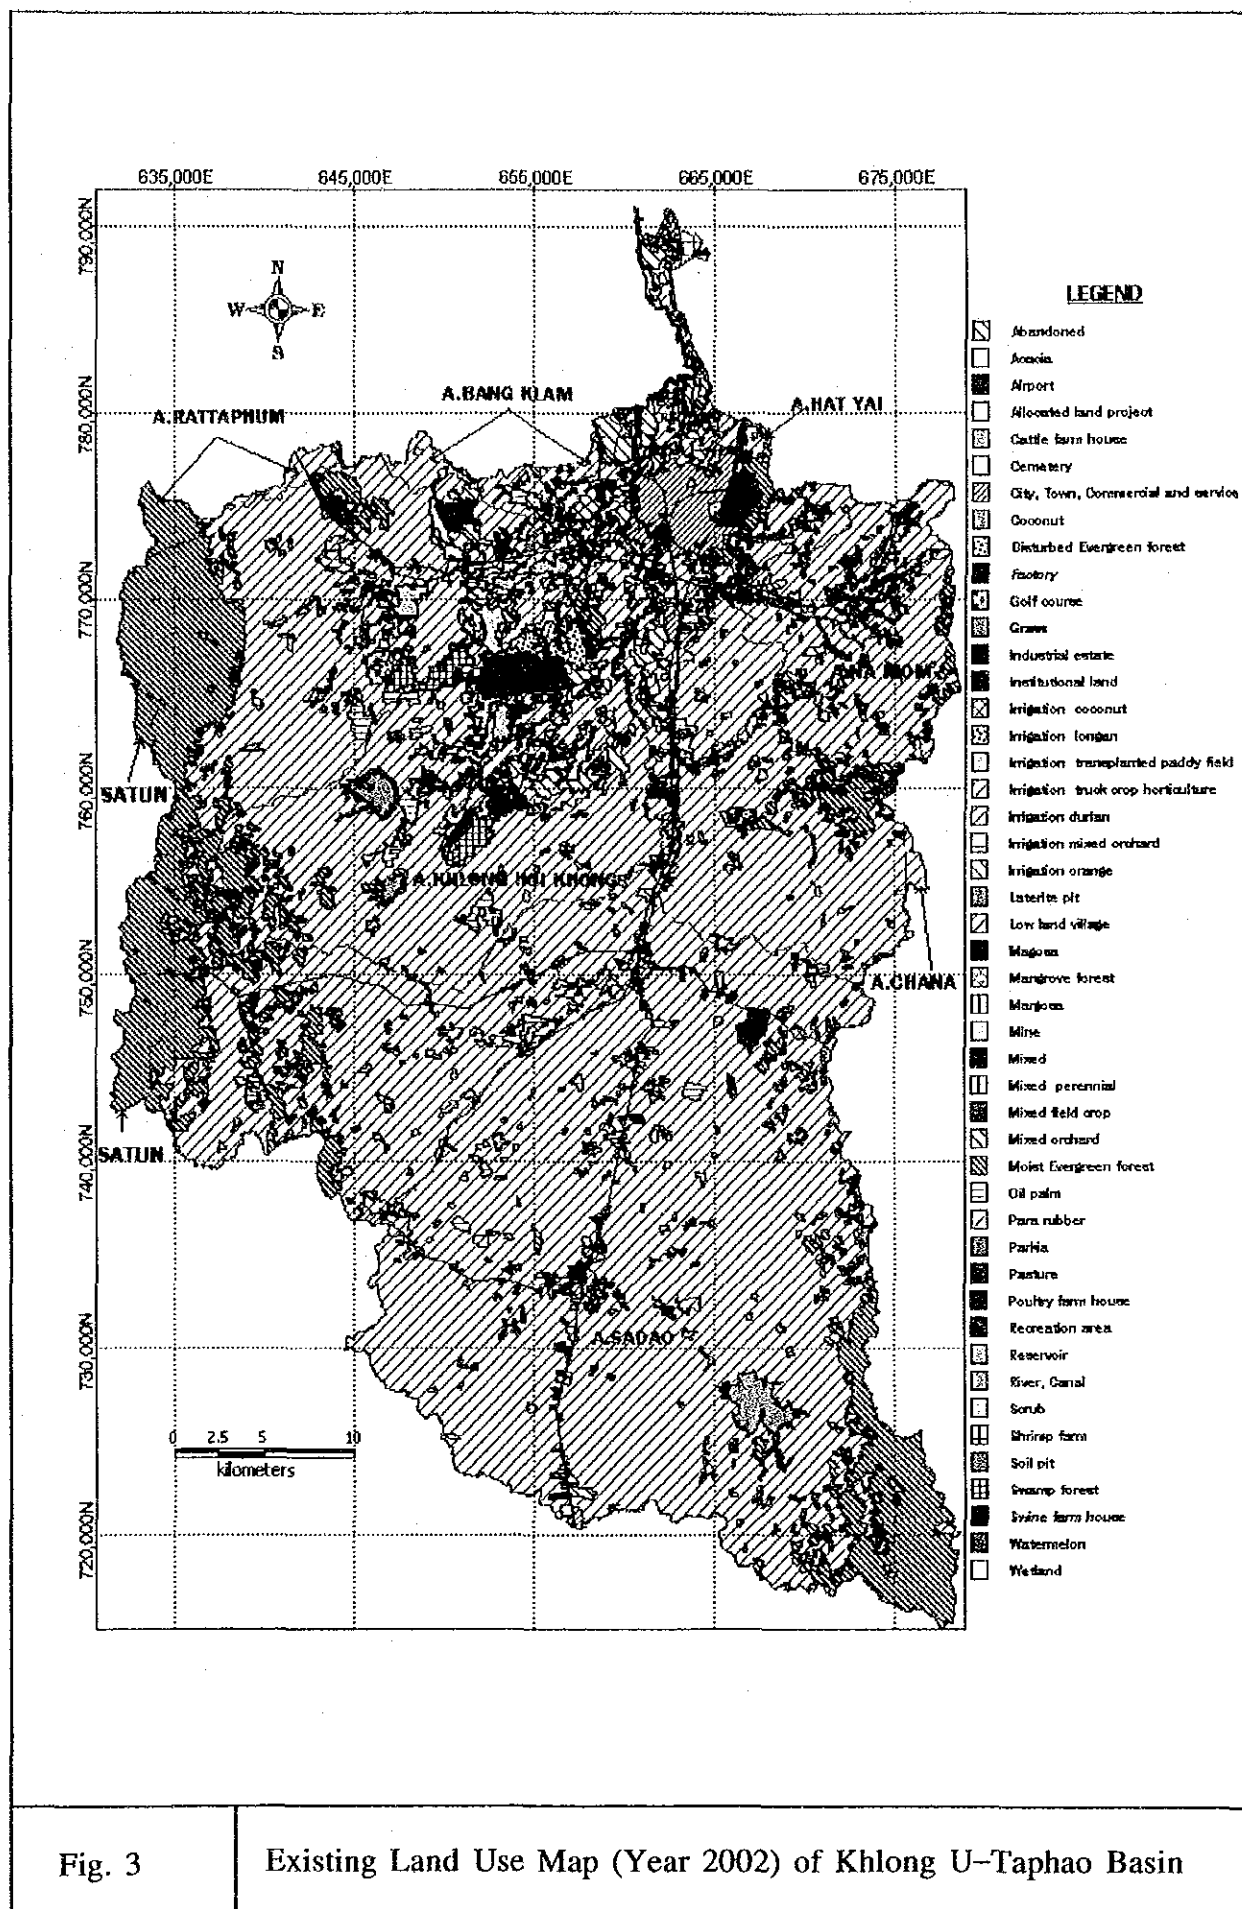 635,000E 645,000E 655,000E 665,000E 675,000E
790,000N
780,000N
770,000N
760,000N
750,000N
740,000N
730,000N
720,000N
N
W E
S
A.RATTAPHUM
A.BANG KLAM
A.HAT YAI
SATUN
A.KHLONG HOI KHONG
A.CHANA
SATUN
A.SADAO
0 2.5 5 10
kilometers
LEGEND
Abandoned
Acacia
Airport
Allocated land project
Cattle farm house
Cemetery
City, Town, Commercial and service
Coconut
Disturbed Evergreen forest
Factory
Golf course
Grass
Industrial estate
Institutional land
Irrigation coconut
Irrigation longan
Irrigation transplanted paddy field
Irrigation truck crop horticulture
Irrigation durian
Irrigation mixed orchard
Irrigation orange
Laterite pit
Low land village
Mangrove forest
Mine
Mixed
Mixed perennial
Mixed field crop
Mixed orchard
Moist Evergreen forest
Oil palm
Para rubber
Parkia
Pasture
Poultry farm house
Recreation area
Reservoir
River, Canal
Scrub
Shrimp farm
Soil pit
Swamp forest
Swine farm house
Watermelon
Wetland
Fig. 3
Existing Land Use Map (Year 2002) of Khlong U-Taphao Basin